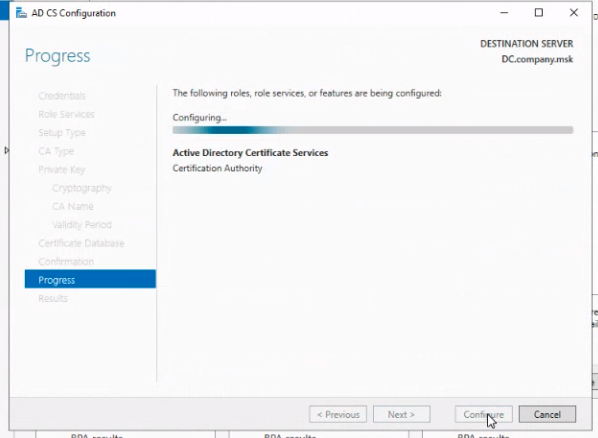 AD CS Configuration
Progress
DESTINATION SERVER
DC.company.msk
Credentials
Role Services
Setup Type
CA Type
Private Key
Cryptography
CA Name
Validity Period
Certificate Database
Confirmation
Progress
Results
The following roles, role services, or features are being configured:
Configuring...
Active Directory Certificate Services
Certification Authority
< Previous
Next >
Configure
Cancel
BPA results
BPA results
BPA results